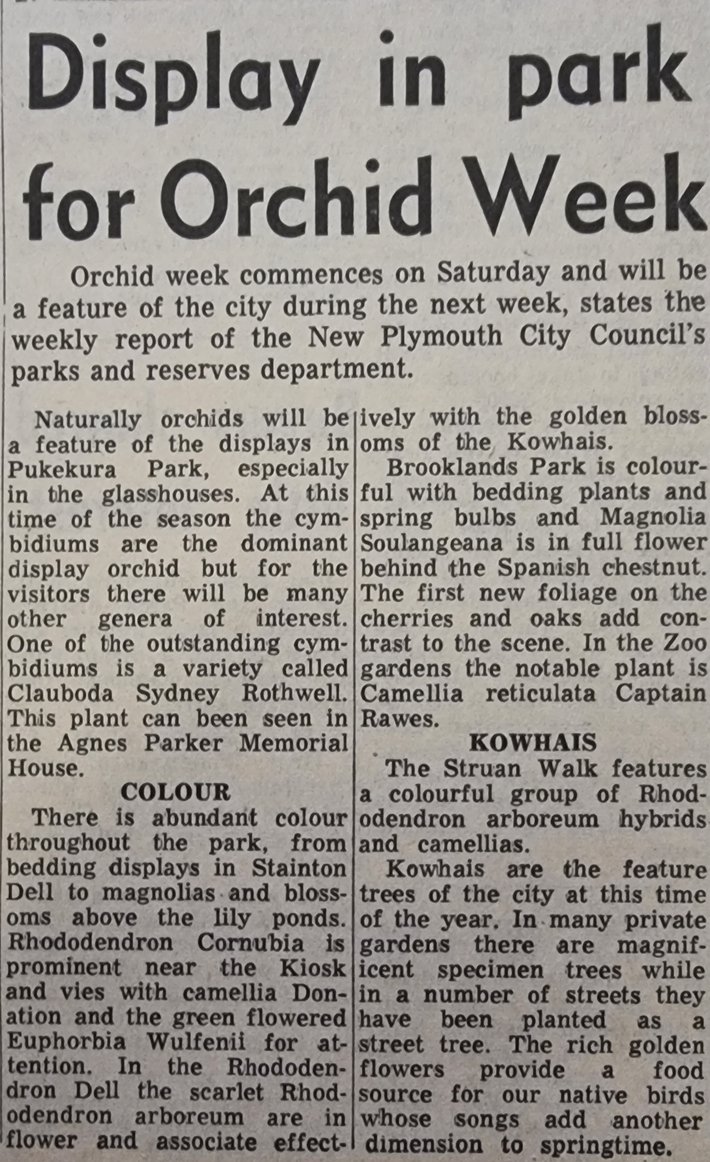 Display in park
for Orchid Week
Orchid week commences on Saturday and will be
a feature of the city during the next week, states the
weekly report of the New Plymouth City Council's
parks and reserves department.
Naturally orchids will be
a feature of the displays in
Pukekura Park, especially
in the glasshouses. At this
time of the season the cym-
bidiums are the dominant
display orchid but for the
visitors there will be many
other genera of interest.
One of the outstanding cym-
bidiums is a variety called
Clauboda Sydney Rothwell.
This plant can been seen in
the Agnes Parker Memorial
House.
COLOUR
There is abundant colour
throughout the park, from
bedding displays in Stainton
Dell to magnolias and bloss-
oms above the lily ponds.
Rhododendron Cornubia is
prominent near the Kiosk
and vies with camellia Don-
ation and the green flowered
Euphorbia Wulfenii for at-
tention. In the Rhododen-
dron Dell the scarlet Rhod-
odendron arboreum are in
flower and associate effect-
ively with the golden bloss-
oms of the Kowhais.
Brooklands Park is colour-
ful with bedding plants and
spring bulbs and Magnolia
Soulangeana is in full flower
behind the Spanish chestnut.
The first new foliage on the
cherries and oaks add con-
trast to the scene. In the Zoo
gardens the notable plant is
Camellia reticulata Captain
Rawes.
KOWHAIS
The Struan Walk features
a colourful group of Rhod-
odendron arboreum hybrids
and camellias.
Kowhais are the feature
trees of the city at this time
of the year. In many private
gardens there are magnif-
icent specimen trees while
in a number of streets they
have been planted as a
street tree. The rich golden
flowers provide a food
source for our native birds
whose songs add another
dimension to springtime.